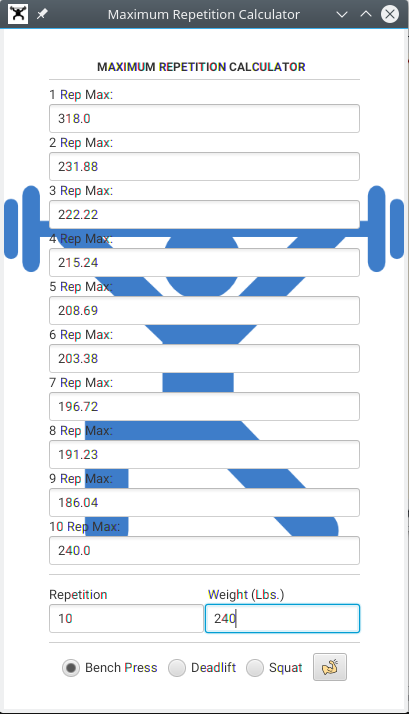 Maximum Repetition Calculator
MAXIMUM REPETITION CALCULATOR
1 Rep Max:
318.0
2 Rep Max:
231.88
3 Rep Max:
222.22
4 Rep Max:
215.24
5 Rep Max:
208.69
6 Rep Max:
203.38
7 Rep Max:
196.72
8 Rep Max:
191.23
9 Rep Max:
186.04
10 Rep Max:
240.0
Repetition Weight (Lbs.)
10 240
Bench Press Deadlift Squat